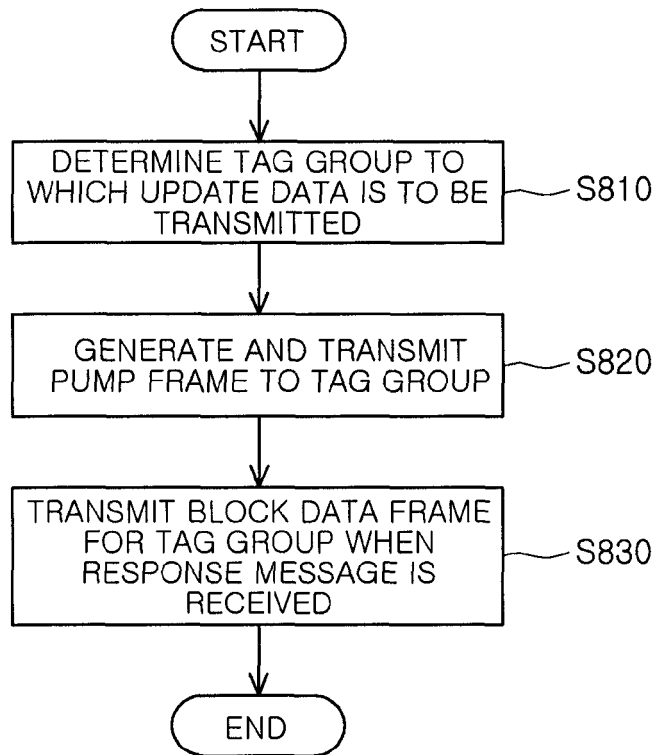 START
DETERMINE TAG GROUP TO
WHICH UPDATE DATA IS TO BE
TRANSMITTED
S810
GENERATE AND TRANSMIT
PUMP FRAME TO TAG GROUP
S820
TRANSMIT BLOCK DATA FRAME
FOR TAG GROUP WHEN
RESPONSE MESSAGE IS
RECEIVED
S830
END